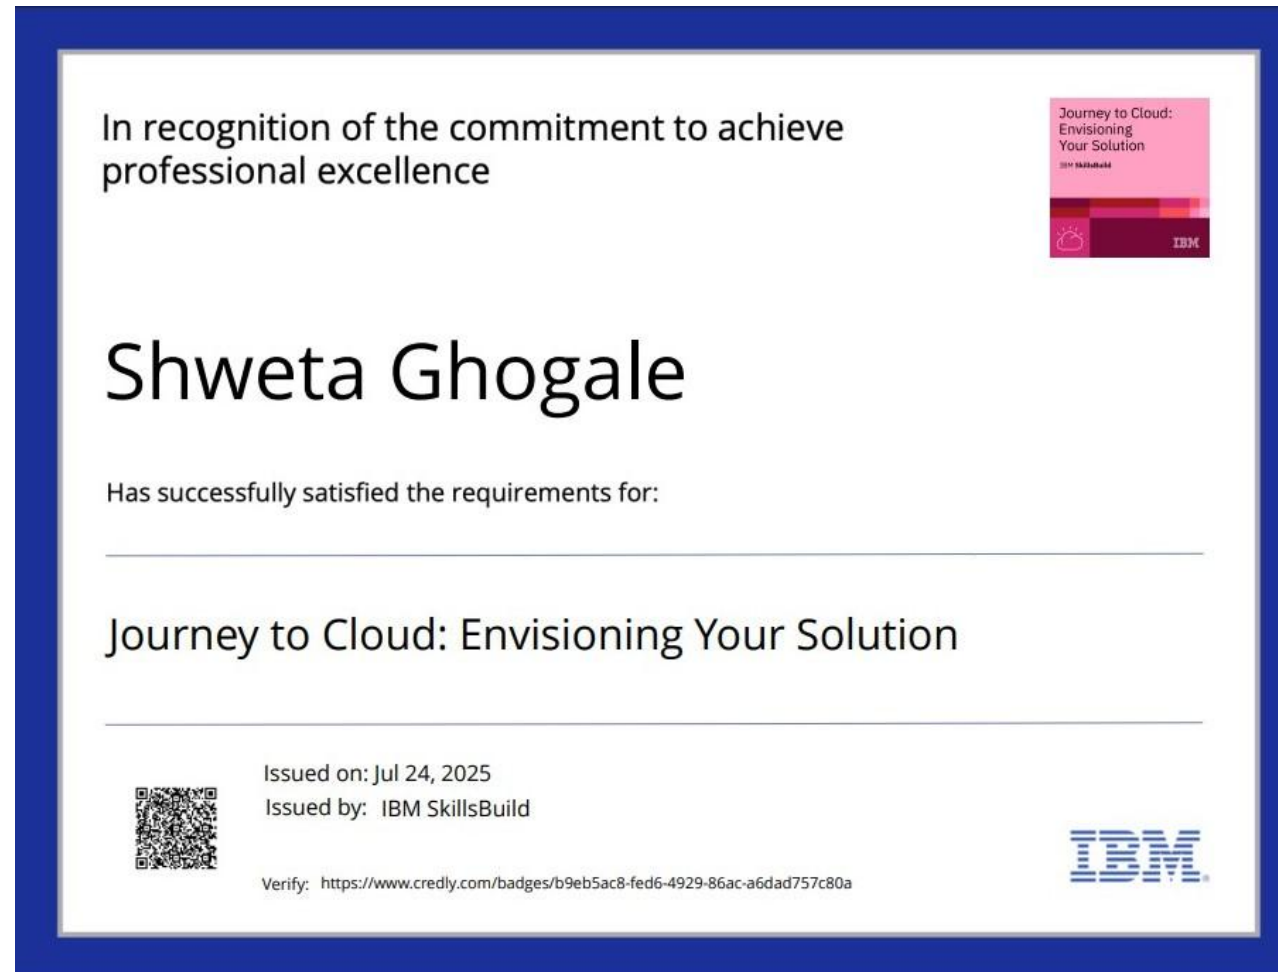 In recognition of the commitment to achieve
professional excellence
Journey to Cloud:
Envisioning
Your Solution
IBM SkillsBuild
IBM
Shweta Ghogale
Has successfully satisfied the requirements for:
Journey to Cloud: Envisioning Your Solution
Issued on: Jul 24, 2025
Issued by: IBM SkillsBuild
Verify: https://www.credly.com/badges/b9eb5ac8-fed6-4929-86ac-a6dad757c80a
IBM